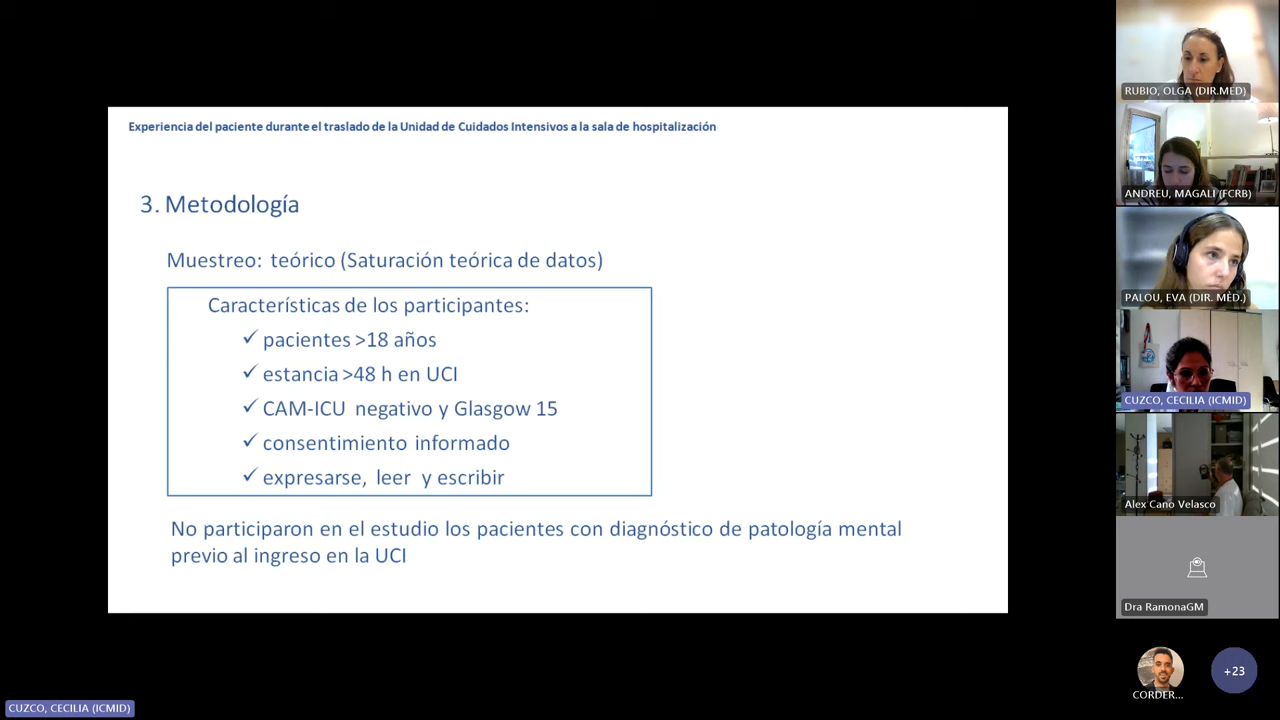 Experiencia del paciente durante el traslado de la Unidad de Cuidados Intensivos a la sala de hospitalización
3. Metodología
Muestreo: teórico (Saturación teórica de datos)
Características de los participantes:
✓ pacientes >18 años
✓ estancia >48 h en UCI
✓ CAM-ICU negativo y Glasgow 15
✓ consentimiento informado
✓ expresarse, leer y escribir
No participaron en el estudio los pacientes con diagnóstico de patología mental
previo al ingreso en la UCI
RUBIO, OLGA (DIR.MED)
ANDREU, MAGALI (FCRB)
PALOU, EVA (DIR. MÈD.)
CUZCO, CECILIA (ICMID)
Alex Cano Velasco
Dra RamonaGM
CORDER...
+23
CUZCO, CECILIA (ICMID)